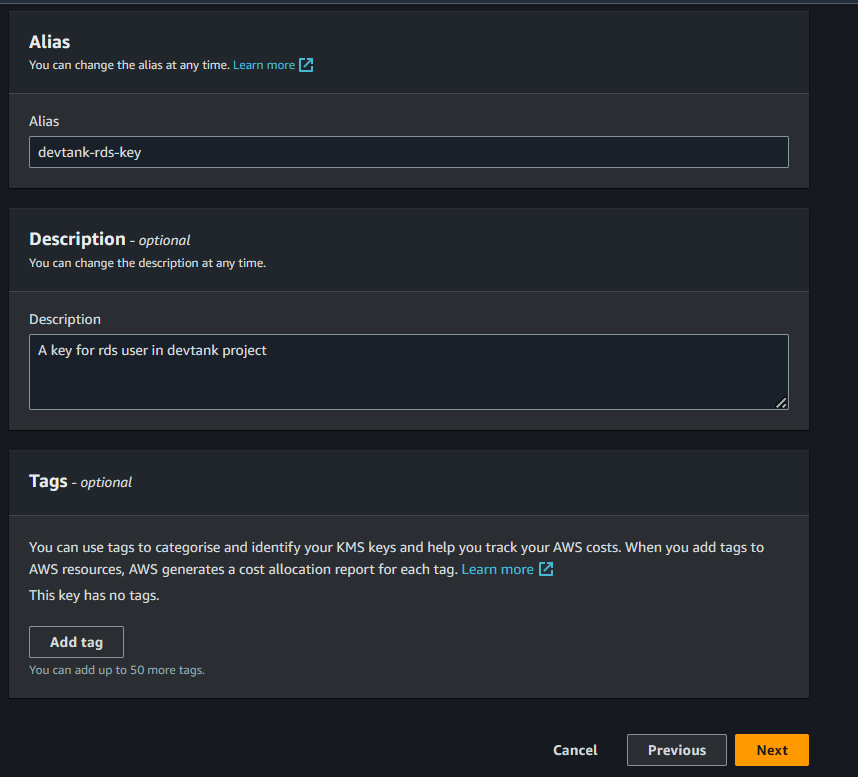 Alias
You can change the alias at any time. Learn more
Alias
devtank-rds-key
Description - optional
You can change the description at any time.
Description
A key for rds user in devtank project
Tags - optional
You can use tags to categorise and identify your KMS keys and help you track your AWS costs. When you add tags to
AWS resources, AWS generates a cost allocation report for each tag. Learn more
This key has no tags.
Add tag
You can add up to 50 more tags.
Cancel Previous Next